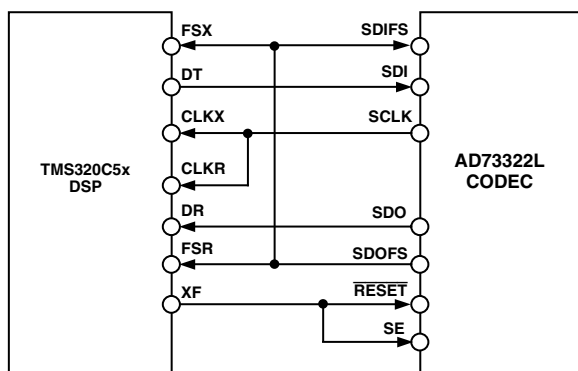 FSX SDIFS
DT SDI
CLKX SCLK
TMS320C5x
DSP
CLKR
AD73322L
CODEC
DR SDO
FSR SDOFS
XF RESET
SE